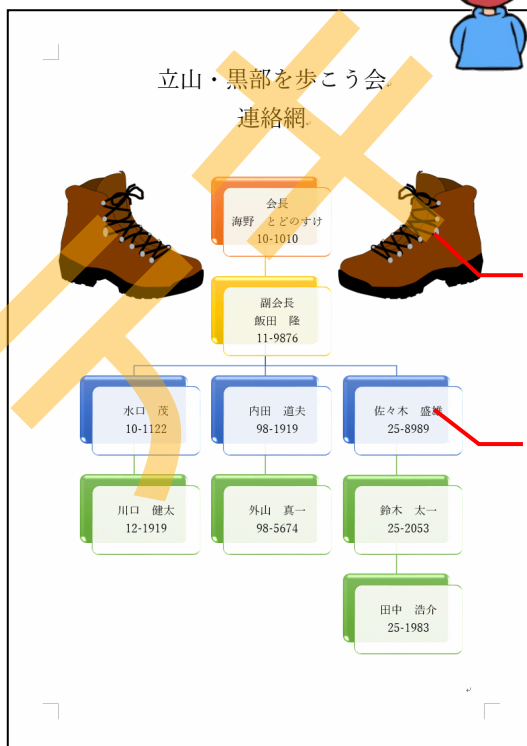 立山・黒部を歩こう会
連絡網
会長
海野　とどのすけ
10-1010
副会長
飯田　隆
11-9876
水口　茂
10-1122
内田　道夫
98-1919
佐々木　盛雄
25-8989
川口　健太
12-1919
外山　真一
98-5674
鈴木　太一
25-2053
田中　浩介
25-1983